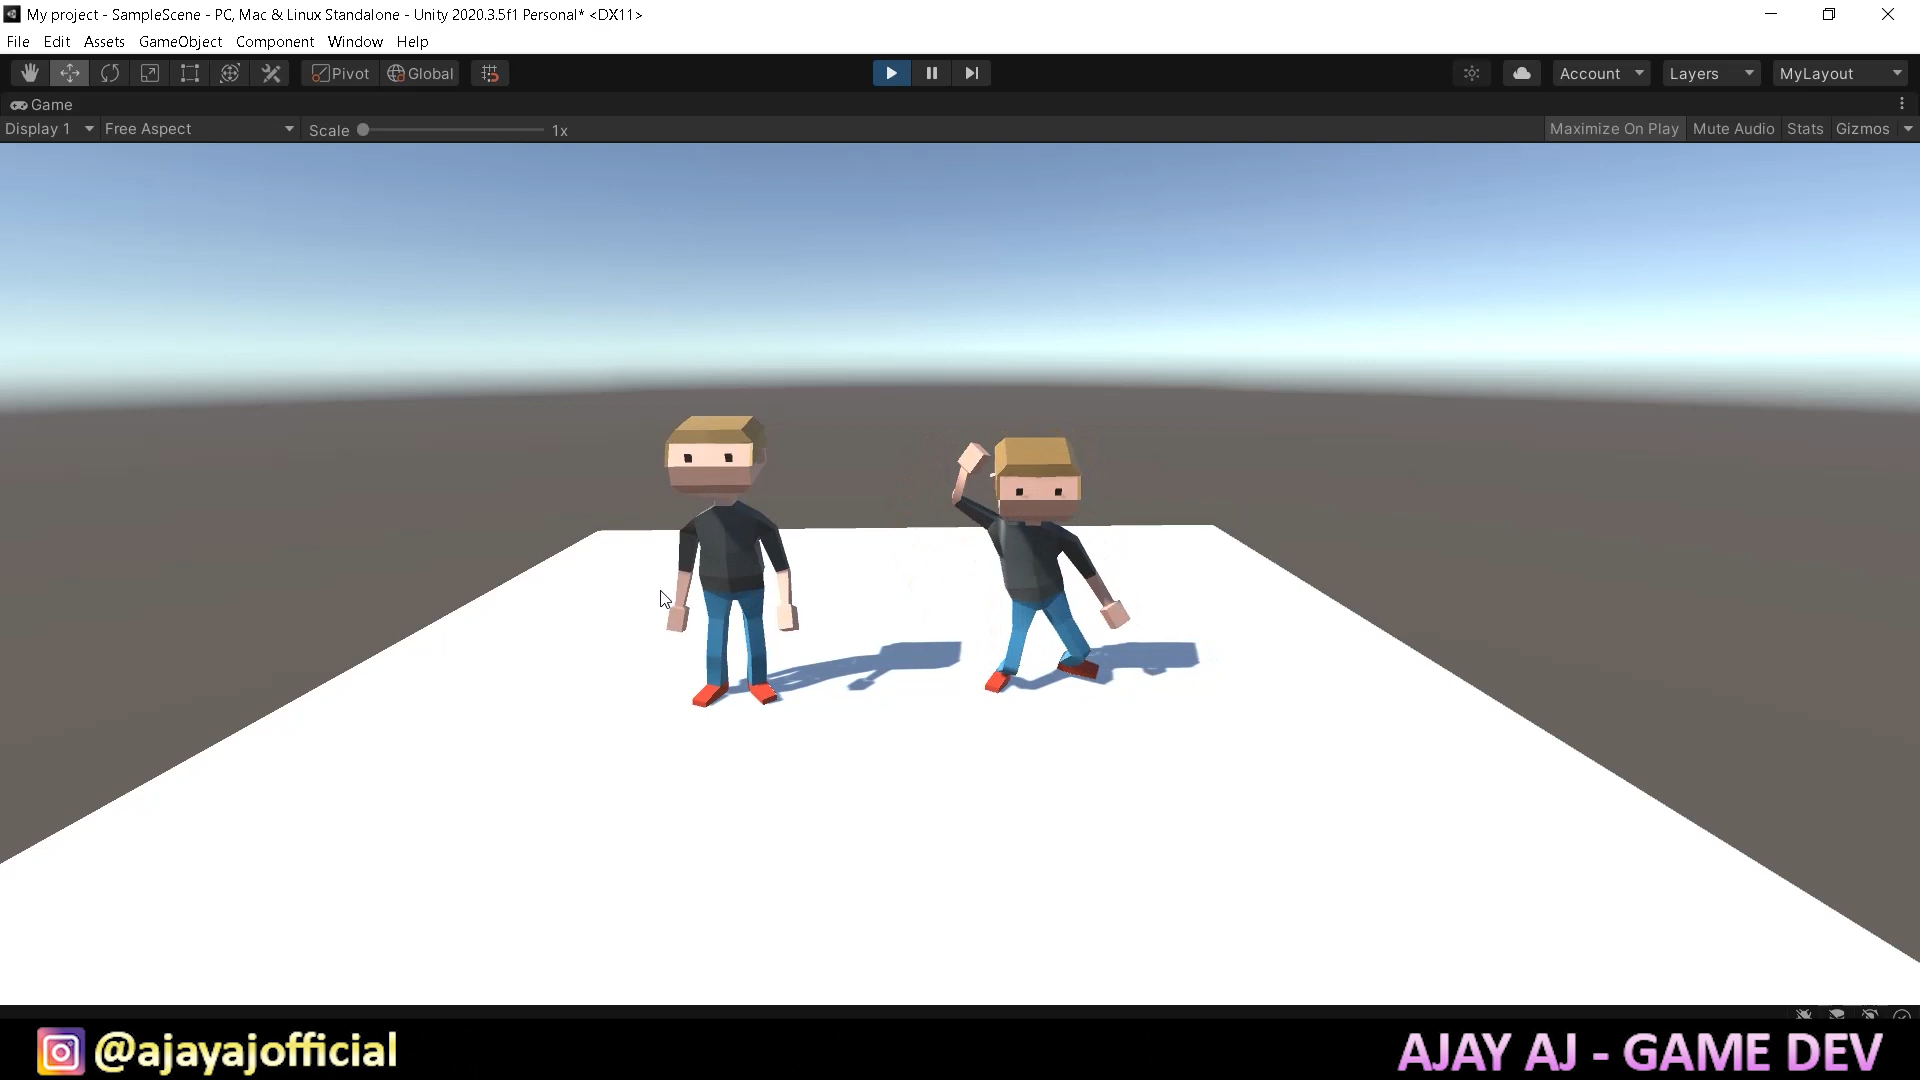 My project - SampleScene - PC, Mac & Linux Standalone - Unity 2020.3.5f1 Personal* <DX11>
File Edit Assets GameObject Component Window Help
Pivot Global Account Layers MyLayout
Game
Display 1 Free Aspect Scale 1x Maximize On Play Mute Audio Stats Gizmos
@ajayajofficial AJAY AJ - GAME DEV